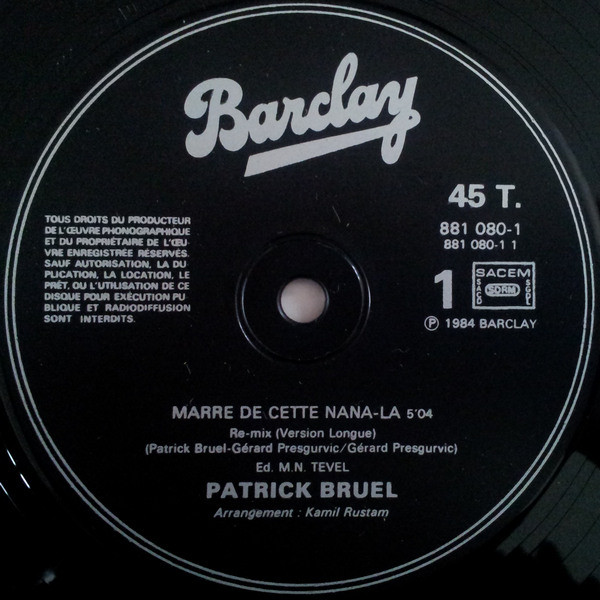 Barclay
45 T.
881 080-1
881 080-1 1
TOUS DROITS DU PRODUCTEUR
DE L'ŒUVRE PHONOGRAPHIQUE
ET DU PROPRIÉTAIRE DE L'ŒU-
VRE ENREGISTRÉE RÉSERVÉS.
SAUF AUTORISATION, LA DU-
PLICATION, LA LOCATION, LE
PRÊT, OU L'UTILISATION DE CE
DISQUE POUR EXÉCUTION PU-
BLIQUE ET RADIODIFFUSION
SONT INTERDITS.
1
SACEM
SACD
SDRM
SGDL
℗ 1984 BARCLAY
MARRE DE CETTE NANA-LA 5'04
Re-mix (Version Longue)
(Patrick Bruel-Gérard Presgurvic/Gérard Presgurvic)
Ed. M.N. TEVEL
PATRICK BRUEL
Arrangement : Kamil Rustam